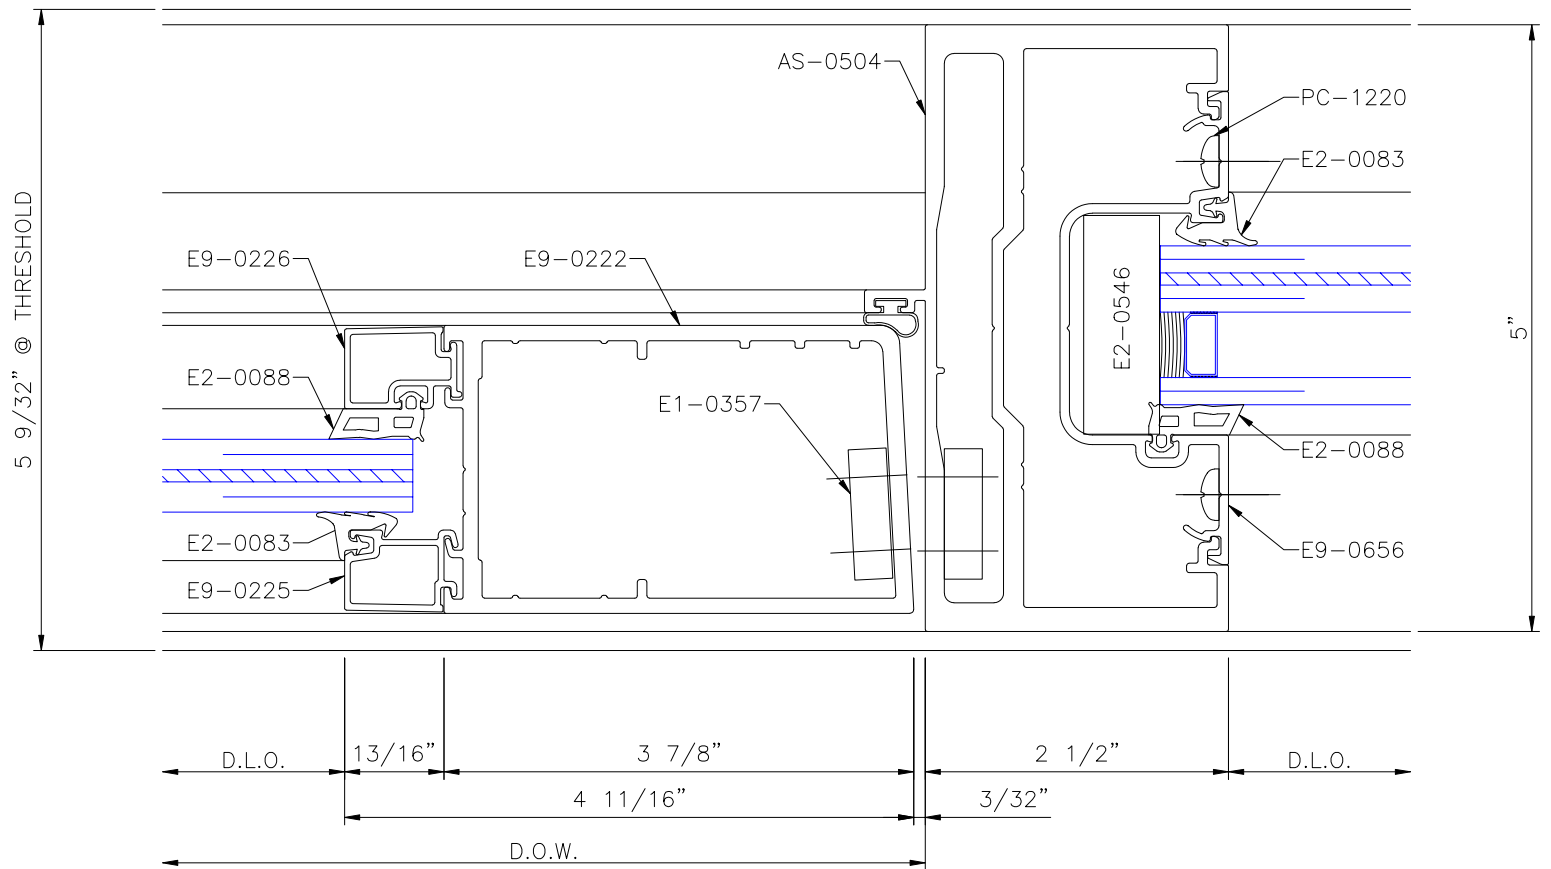 AS-0504
PC-1220
E2-0083
5 9/32" @ THRESHOLD
E9-0226
E9-0222
E2-0546
5"
E2-0088
E1-0357
E2-0088
E2-0083
E9-0656
E9-0225
D.L.O.
13/16"
3 7/8"
2 1/2"
D.L.O.
4 11/16"
3/32"
D.O.W.